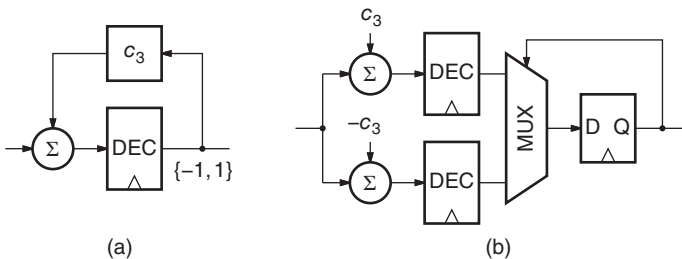 c₃
Σ
DEC
{−1, 1}
(a)
c₃
Σ
DEC
−c₃
Σ
DEC
MUX
D Q
(b)